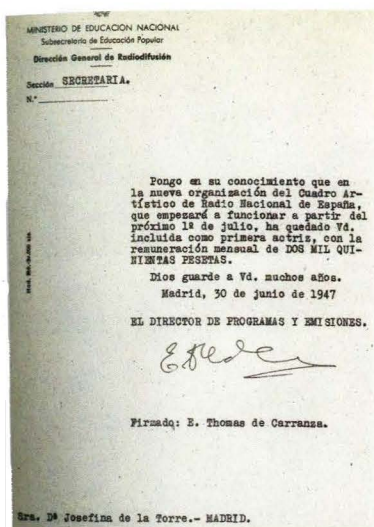 MINISTERIO DE EDUCACION NACIONAL
Subsecretaría de Educación Popular
Dirección General de Radiodifusión
Sección SECRETARIA.
N.º
Pongo en su conocimiento que en
la nueva organización del Cuadro Ar-
tístico de Radio Nacional de España,
que empezará a funcionar a partir del
próximo 1º de julio, ha quedado Vd.
incluida como primera actriz, con la
remuneración mensual de DOS MIL QUI-
NIENTAS PESETAS.
Dios guarde a Vd. muchos años.
Madrid, 30 de junio de 1947
EL DIRECTOR DE PROGRAMAS Y EMISIONES.
Firmado: E. Thomas de Carranza.
Sra. Dª Josefina de la Torre.- MADRID.